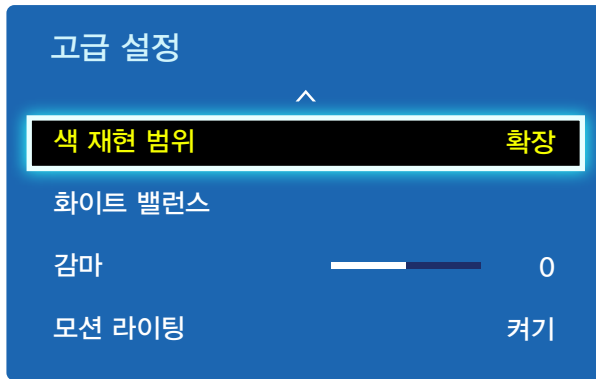 고급 설정
색 재현 범위 확장
화이트 밸런스
감마 0
모션 라이팅 켜기